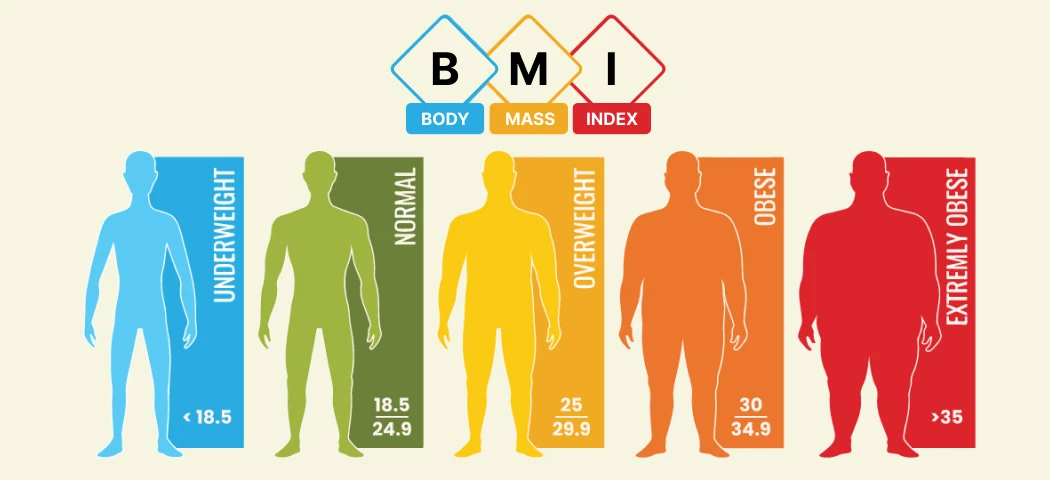 B M I
BODY MASS INDEX
UNDERWEIGHT
< 18.5
NORMAL
18.5
24.9
OVERWEIGHT
25
29.9
OBESE
30
34.9
EXTREMLY OBESE
>35